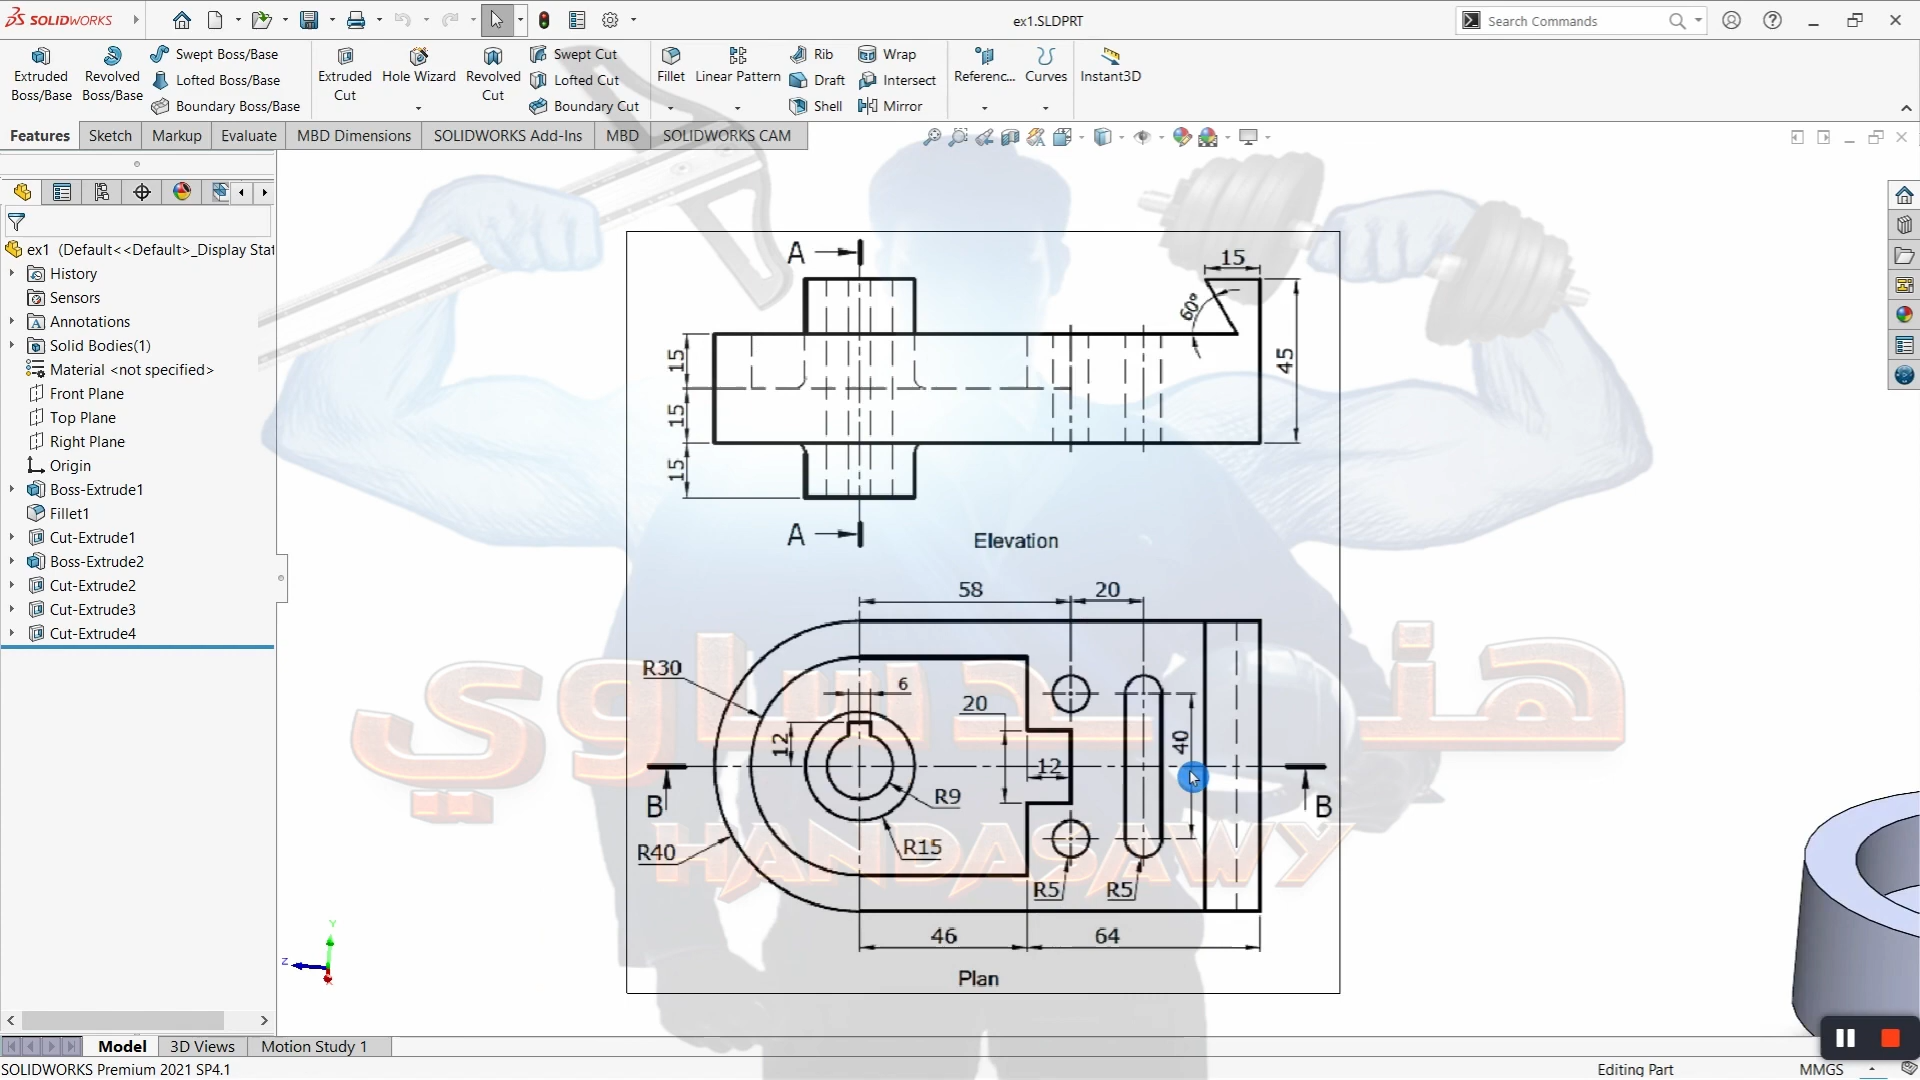 SOLIDWORKS
ex1.SLDPRT
Search Commands
Extruded Boss/Base
Revolved Boss/Base
Swept Boss/Base
Lofted Boss/Base
Boundary Boss/Base
Extruded Cut
Hole Wizard
Revolved Cut
Swept Cut
Lofted Cut
Boundary Cut
Fillet
Linear Pattern
Rib
Draft
Shell
Wrap
Intersect
Mirror
Referenc...
Curves
Instant3D
Features
Sketch
Markup
Evaluate
MBD Dimensions
SOLIDWORKS Add-Ins
MBD
SOLIDWORKS CAM
ex1 (Default<<Default>_Display Stat
History
Sensors
Annotations
Solid Bodies(1)
Material <not specified>
Front Plane
Top Plane
Right Plane
Origin
Boss-Extrude1
Fillet1
Cut-Extrude1
Boss-Extrude2
Cut-Extrude2
Cut-Extrude3
Cut-Extrude4
A
15
60°
15
45
15
15
A
Elevation
58
20
R30
6
20
12
40
12
B
R9
B
R15
R40
R5
R5
46
64
Plan
هندساوي
HANDASAWY
Y
Z
X
Model
3D Views
Motion Study 1
SOLIDWORKS Premium 2021 SP4.1
Editing Part
MMGS